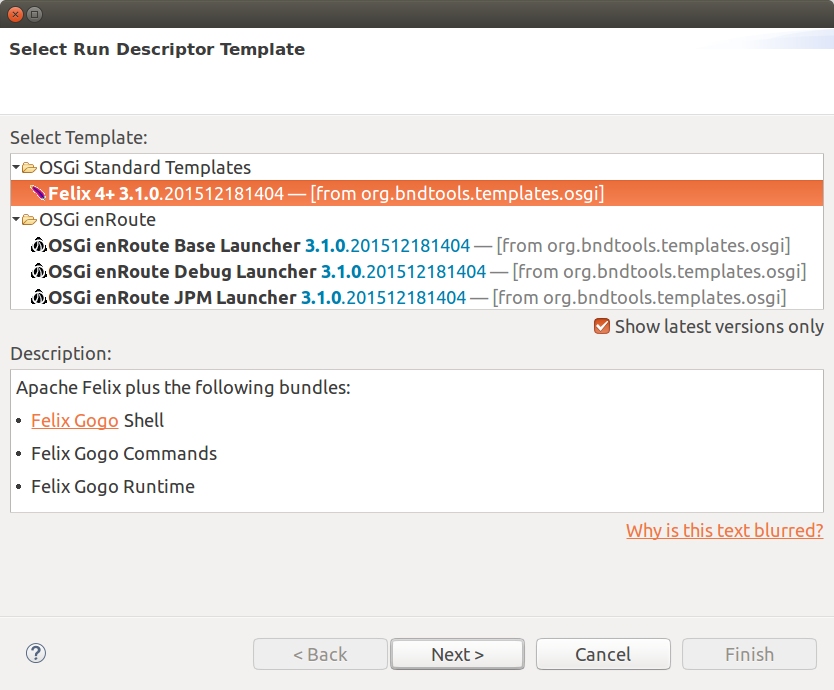 Select Run Descriptor Template
Select Template:
OSGi Standard Templates
Felix 4+ 3.1.0.201512181404 — [from org.bndtools.templates.osgi]
OSGi enRoute
OSGi enRoute Base Launcher 3.1.0.201512181404 — [from org.bndtools.templates.osgi]
OSGi enRoute Debug Launcher 3.1.0.201512181404 — [from org.bndtools.templates.osgi]
OSGi enRoute JPM Launcher 3.1.0.201512181404 — [from org.bndtools.templates.osgi]
Show latest versions only
Description:
Apache Felix plus the following bundles:
• Felix Gogo Shell
• Felix Gogo Commands
• Felix Gogo Runtime
Why is this text blurred?
? < Back Next > Cancel Finish